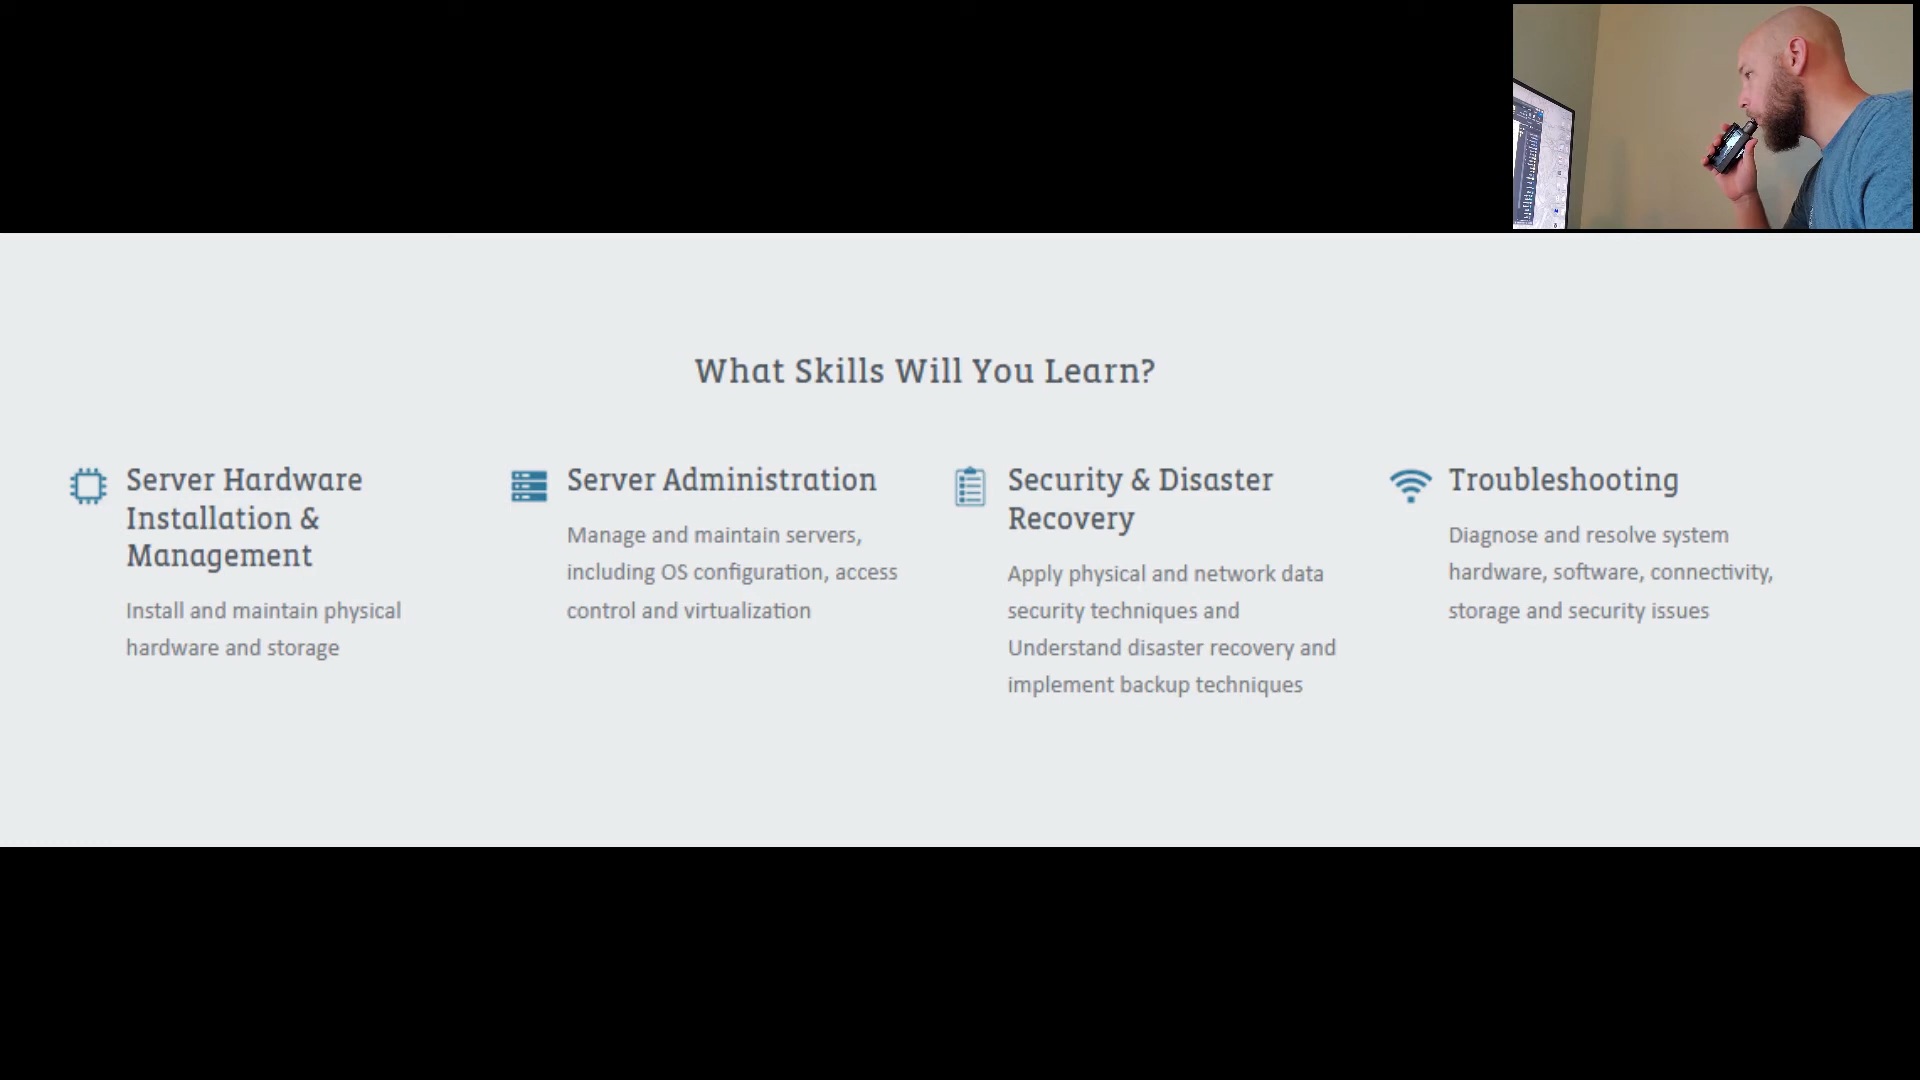 What Skills Will You Learn?
Server Hardware
Installation &
Management
Install and maintain physical
hardware and storage
Server Administration
Manage and maintain servers,
including OS configuration, access
control and virtualization
Security & Disaster
Recovery
Apply physical and network data
security techniques and
Understand disaster recovery and
implement backup techniques
Troubleshooting
Diagnose and resolve system
hardware, software, connectivity,
storage and security issues